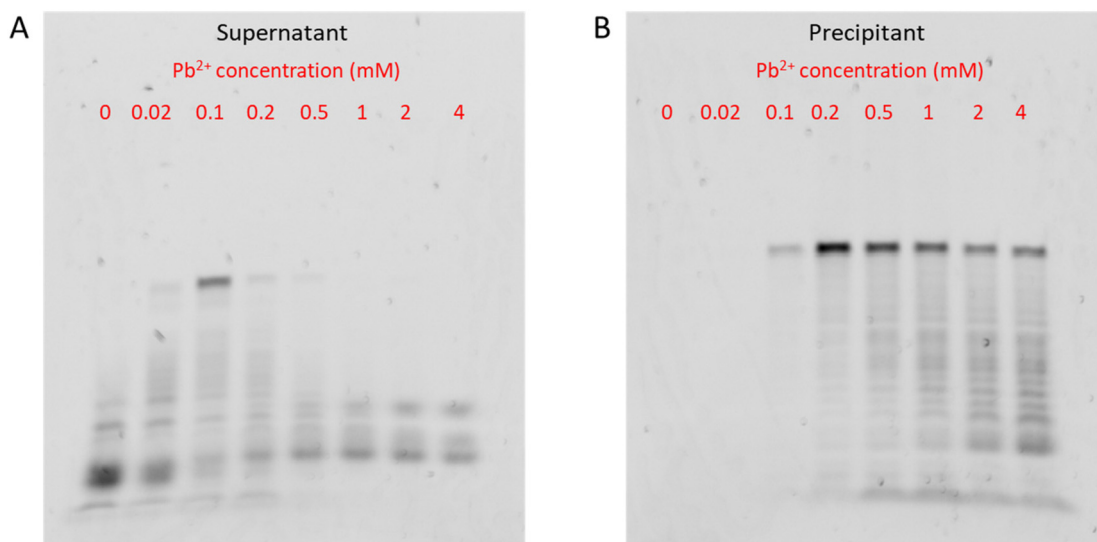 A
Supernatant
Pb²⁺ concentration (mM)
0 0.02 0.1 0.2 0.5 1 2 4
B
Precipitant
Pb²⁺ concentration (mM)
0 0.02 0.1 0.2 0.5 1 2 4